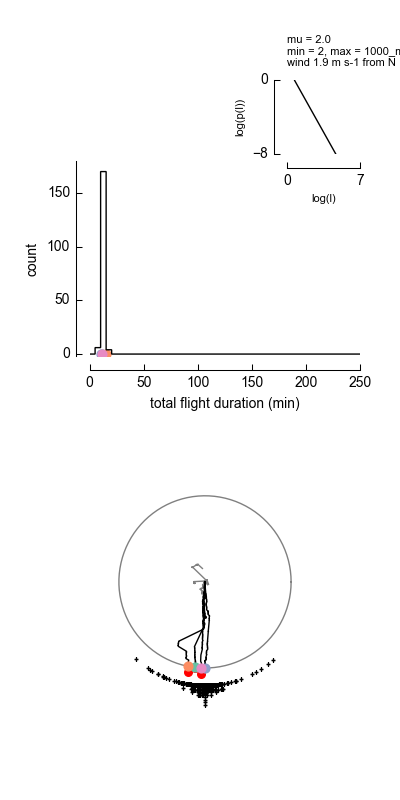 mu = 2.0
min = 2, max = 1000_m
wind 1.9 m s-1 from N
0
log(p(l))
−8
0 7
log(l)
150
100
count
50
0
0 50 100 150 200 250
total flight duration (min)